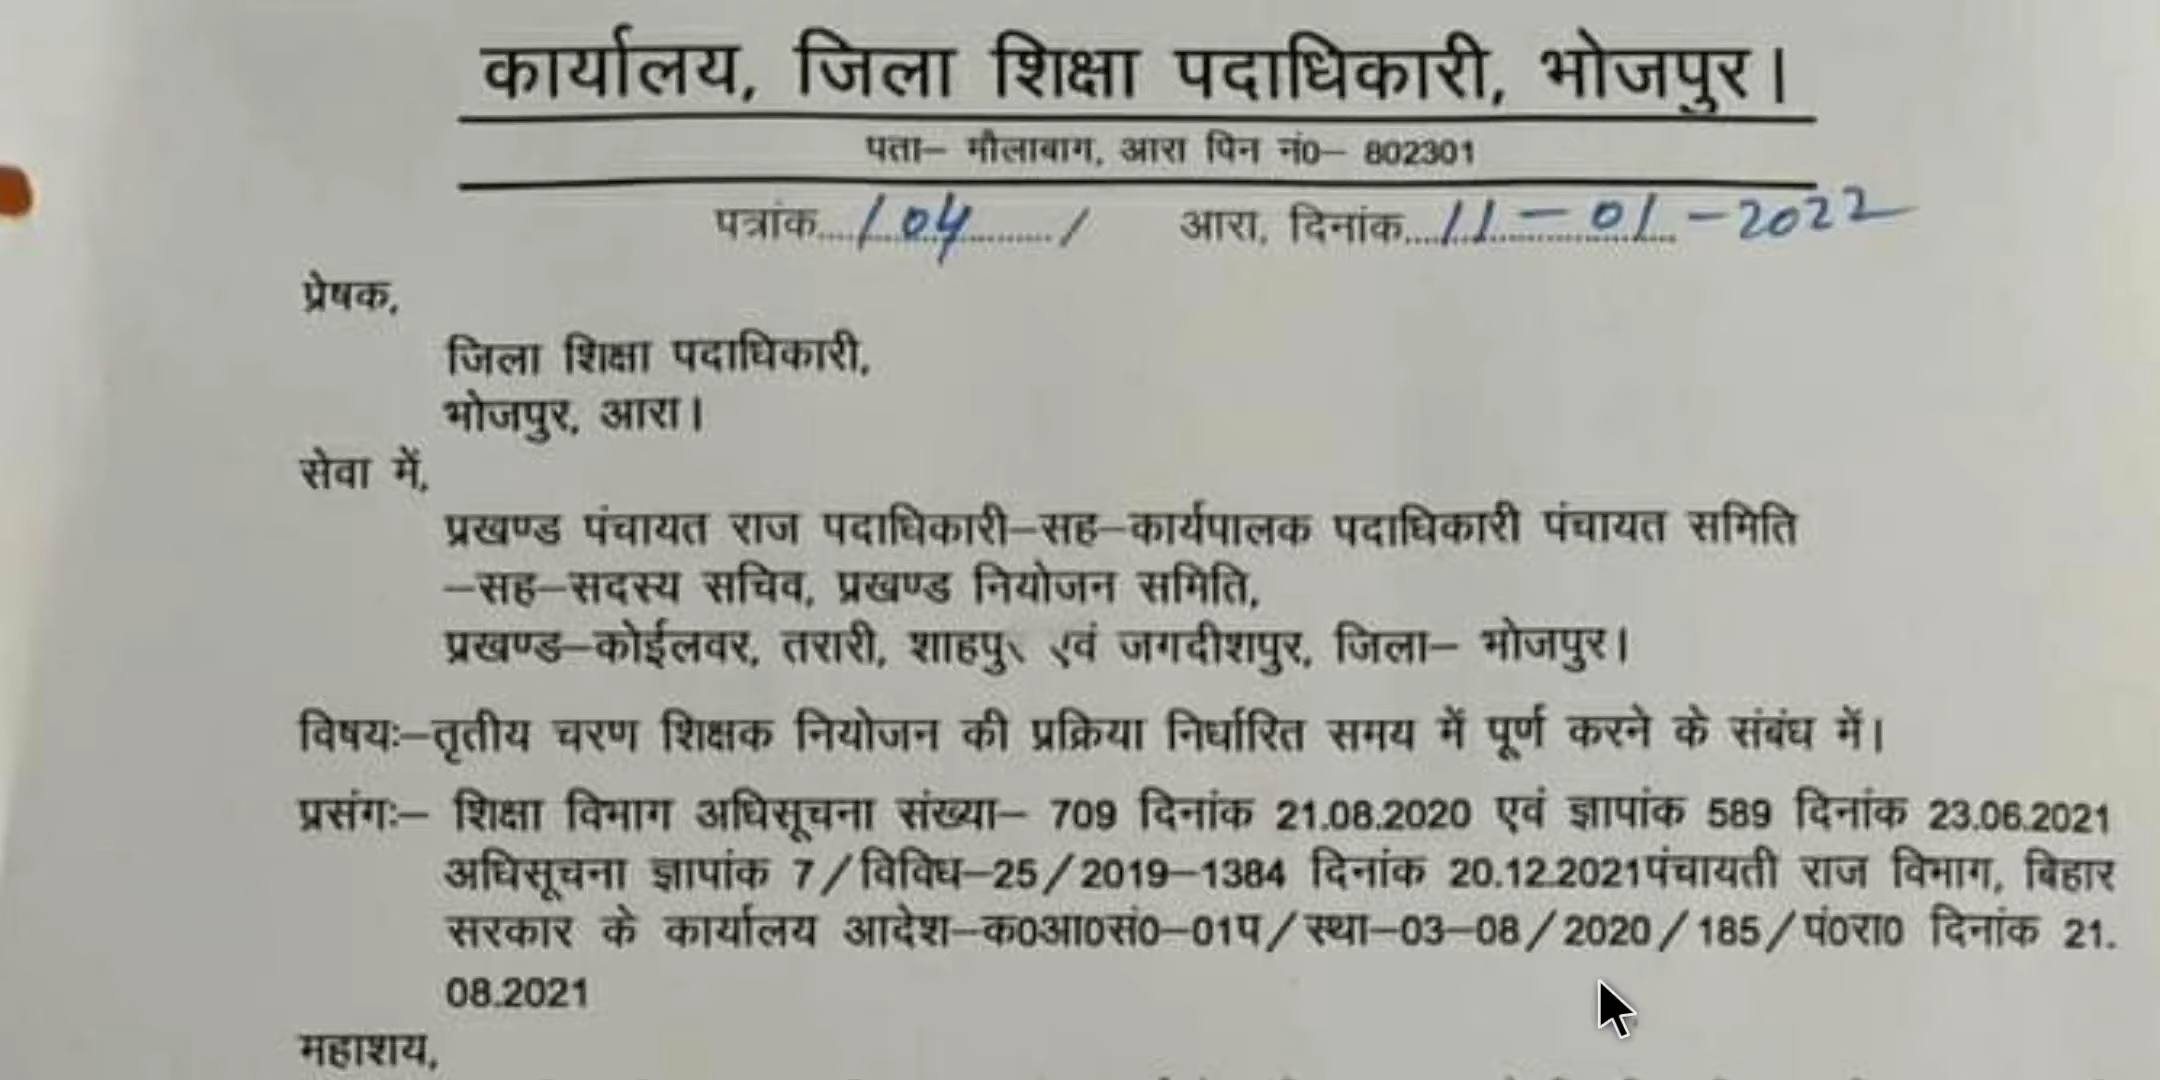 कार्यालय, जिला शिक्षा पदाधिकारी, भोजपुर।
पता– मौलाबाग, आरा पिन नं0– 802301
पत्रांक....104............/ आरा, दिनांक....11-01-2022
प्रेषक,
जिला शिक्षा पदाधिकारी,
भोजपुर, आरा।
सेवा में,
प्रखण्ड पंचायत राज पदाधिकारी–सह–कार्यपालक पदाधिकारी पंचायत समिति
–सह–सदस्य सचिव, प्रखण्ड नियोजन समिति,
प्रखण्ड–कोईलवर, तरारी, शाहपुर एवं जगदीशपुर, जिला– भोजपुर।
विषयः–तृतीय चरण शिक्षक नियोजन की प्रक्रिया निर्धारित समय में पूर्ण करने के संबंध में।
प्रसंगः– शिक्षा विभाग अधिसूचना संख्या– 709 दिनांक 21.08.2020 एवं ज्ञापांक 589 दिनांक 23.06.2021
अधिसूचना ज्ञापांक 7/विविध–25/2019–1384 दिनांक 20.12.2021पंचायती राज विभाग, बिहार
सरकार के कार्यालय आदेश–क0आ0सं0–01प/स्था–03–08/2020/185/पं0रा0 दिनांक 21.
08.2021
महाशय,